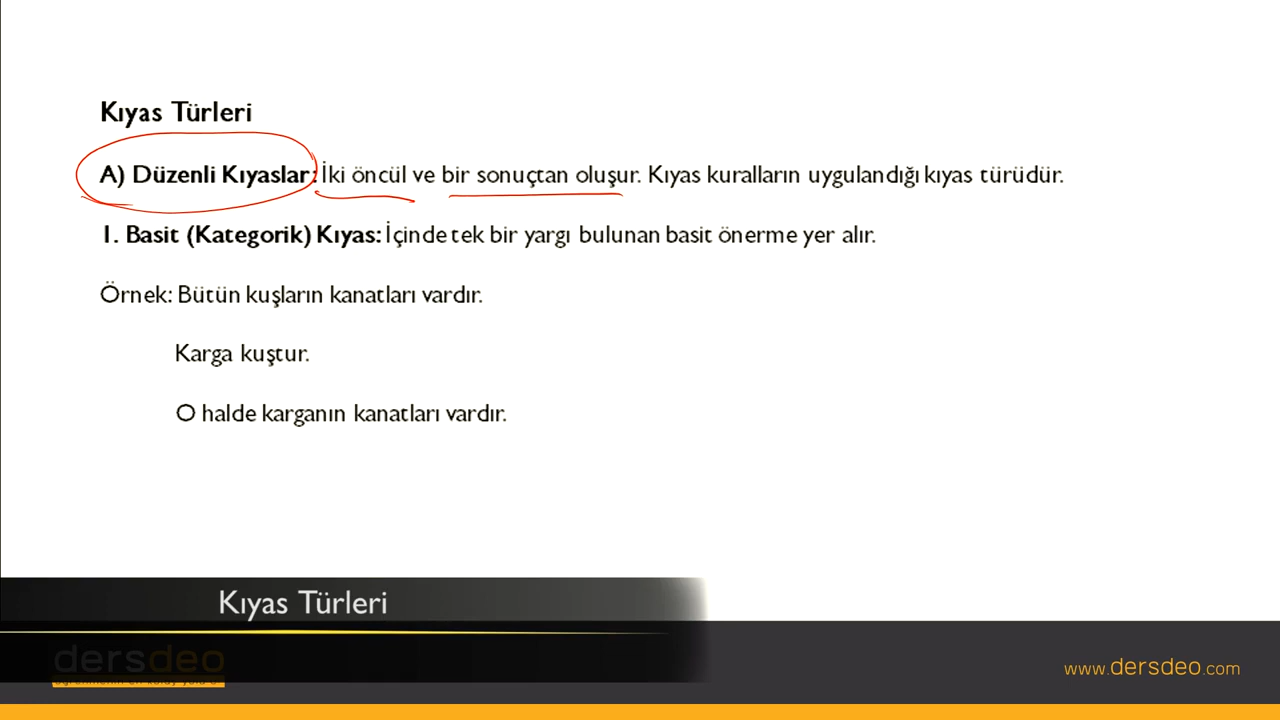 Kıyas Türleri
A) Düzenli Kıyaslar: İki öncül ve bir sonuçtan oluşur. Kıyas kuralların uygulandığı kıyas türüdür.
1. Basit (Kategorik) Kıyas: İçinde tek bir yargı bulunan basit önerme yer alır.
Örnek: Bütün kuşların kanatları vardır.
Karga kuştur.
O halde karganın kanatları vardır.
Kıyas Türleri
dersdeo
www.dersdeo.com